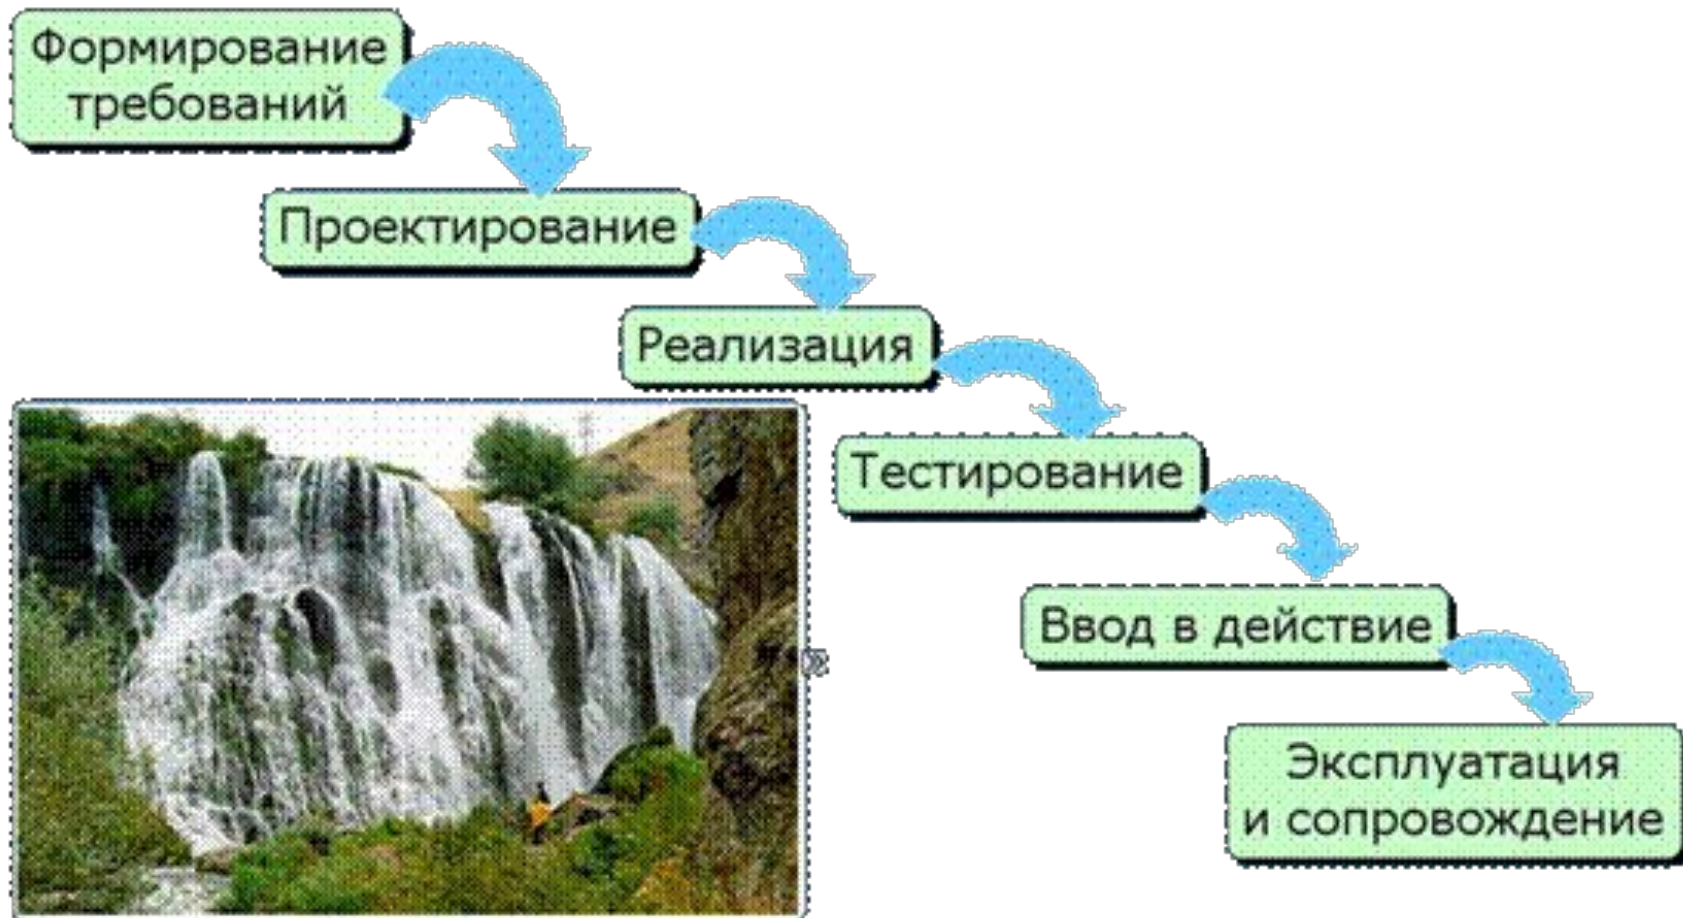 Формирование
требований
Проектирование
Реализация
Тестирование
Ввод в действие
Эксплуатация
и сопровождение